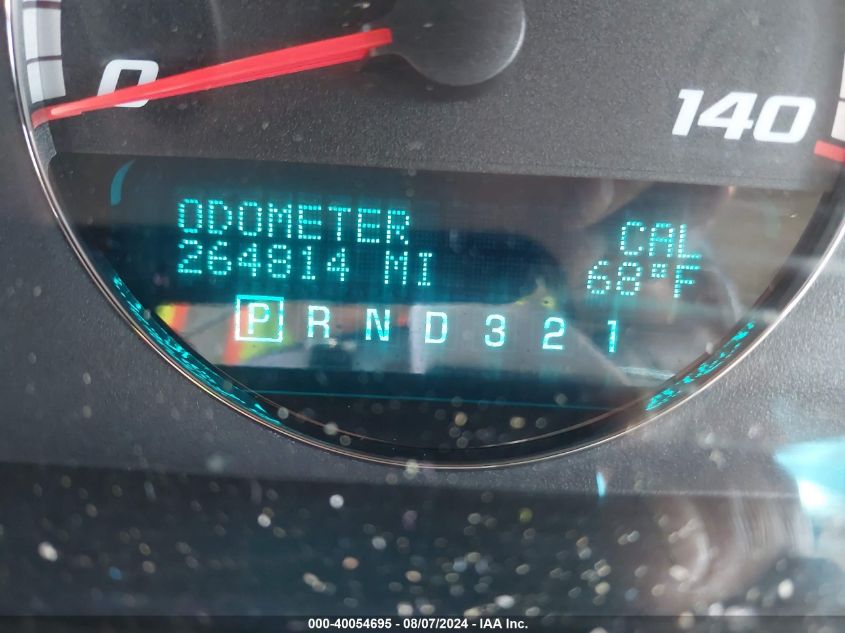 0
140
ODOMETER
264814 MI
CAL
68°F
P R N D 3 2 1
000-40054695 - 08/07/2024 - IAA Inc.